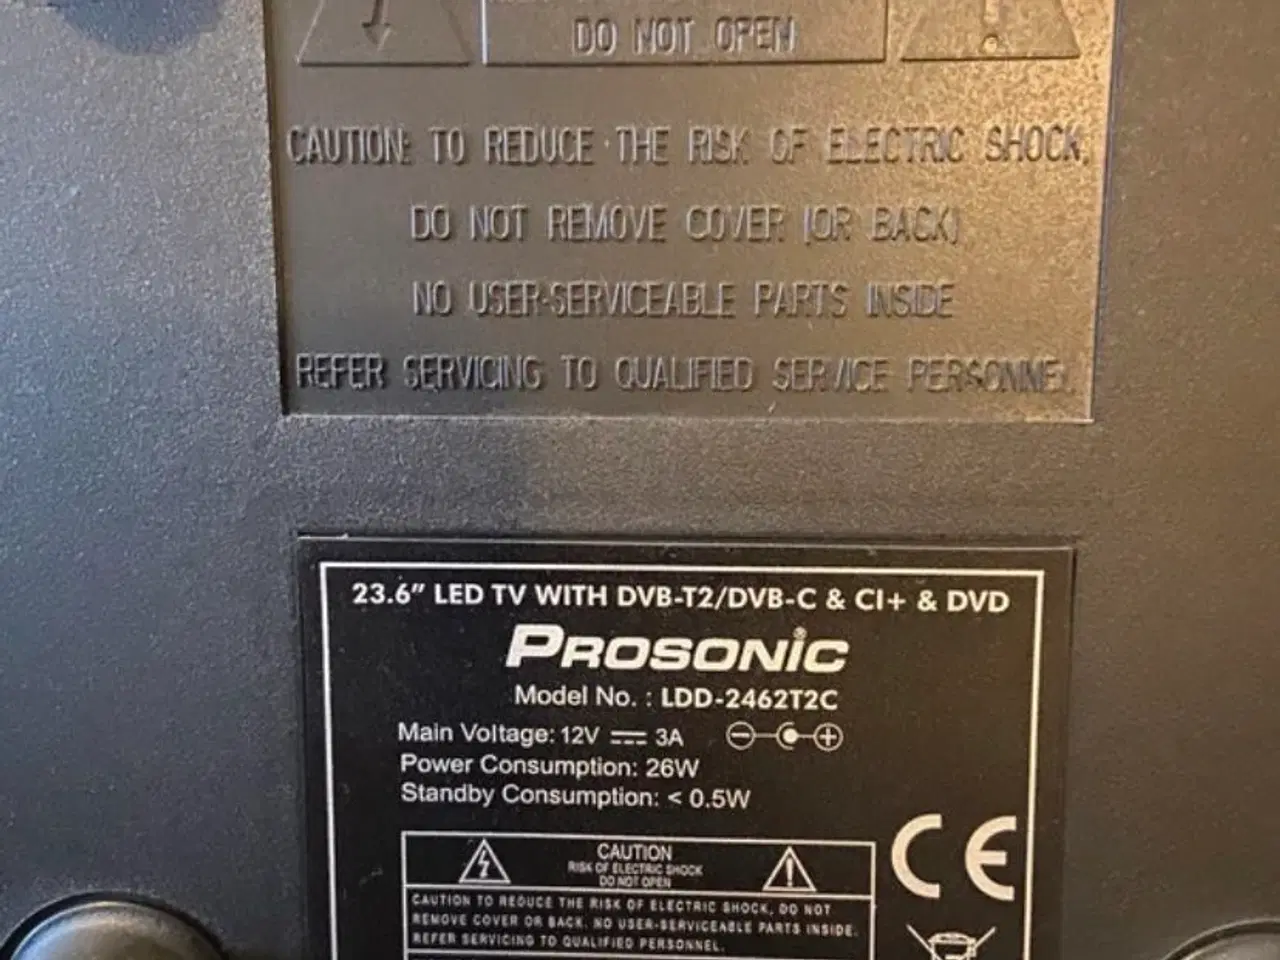 DO NOT OPEN
CAUTION: TO REDUCE THE RISK OF ELECTRIC SHOCK,
DO NOT REMOVE COVER (OR BACK)
NO USER-SERVICEABLE PARTS INSIDE
REFER SERVICING TO QUALIFIED SERVICE PERSONNEL
23.6" LED TV WITH DVB-T2/DVB-C & CI+ & DVD
PROSONIC®
Model No. : LDD-2462T2C
Main Voltage: 12V ⎓ 3A
Power Consumption: 26W
Standby Consumption: < 0.5W
CE
CAUTION
RISK OF ELECTRIC SHOCK
DO NOT OPEN
CAUTION TO REDUCE THE RISK OF ELECTRIC SHOCK, DO NOT
REMOVE COVER OR BACK. NO USER-SERVICEABLE PARTS INSIDE.
REFER SERVICING TO QUALIFIED PERSONNEL.